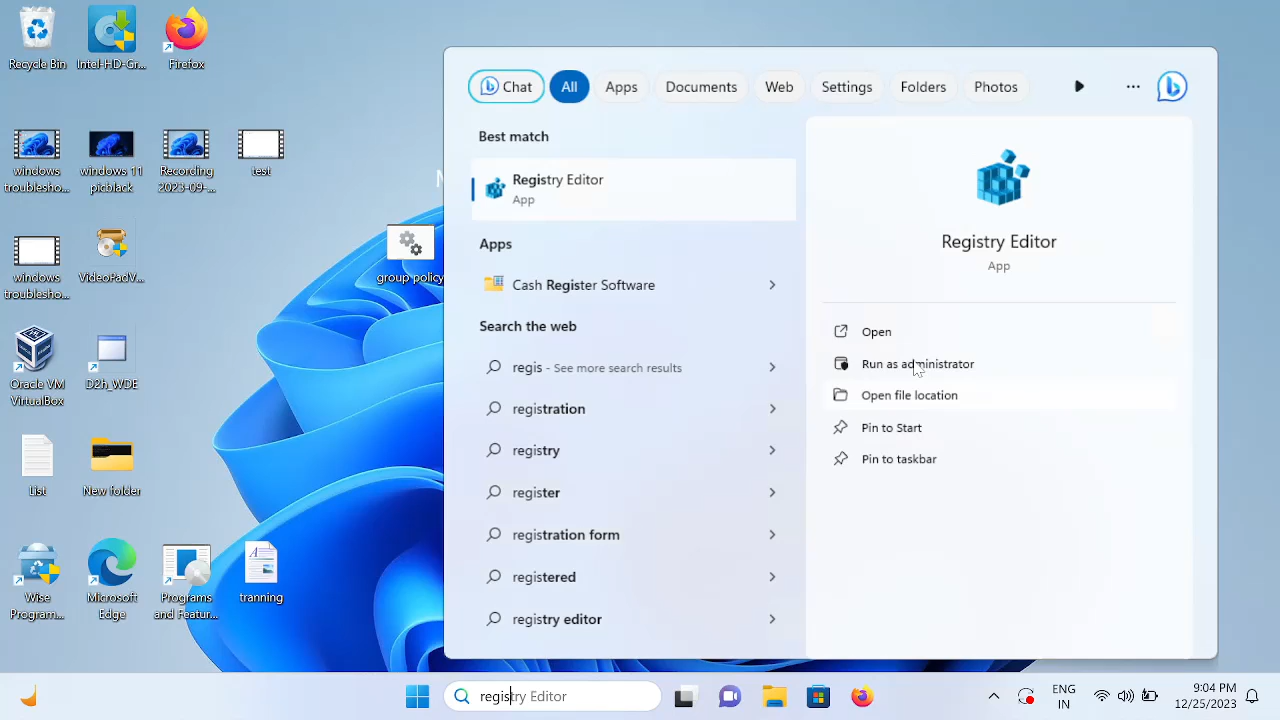 Recycle Bin
Intel-HD-Gr...
Firefox
windows
troublesho...
windows 11
picblack
Recording
2023-09-...
test
windows
troublesho...
VideoPadV...
group policy
Oracle VM
VirtualBox
D2h_WDE
List
New folder
Wise
Program...
Microsoft
Edge
Programs
and Featur...
tranning
Chat
All
Apps
Documents
Web
Settings
Folders
Photos
Best match
Registry Editor
App
Apps
Cash Register Software
Search the web
regis - See more search results
registration
registry
register
registration form
registered
registry editor
Registry Editor
App
Open
Run as administrator
Open file location
Pin to Start
Pin to taskbar
registry Editor
ENG
IN
9:04 PM
12/25/2023